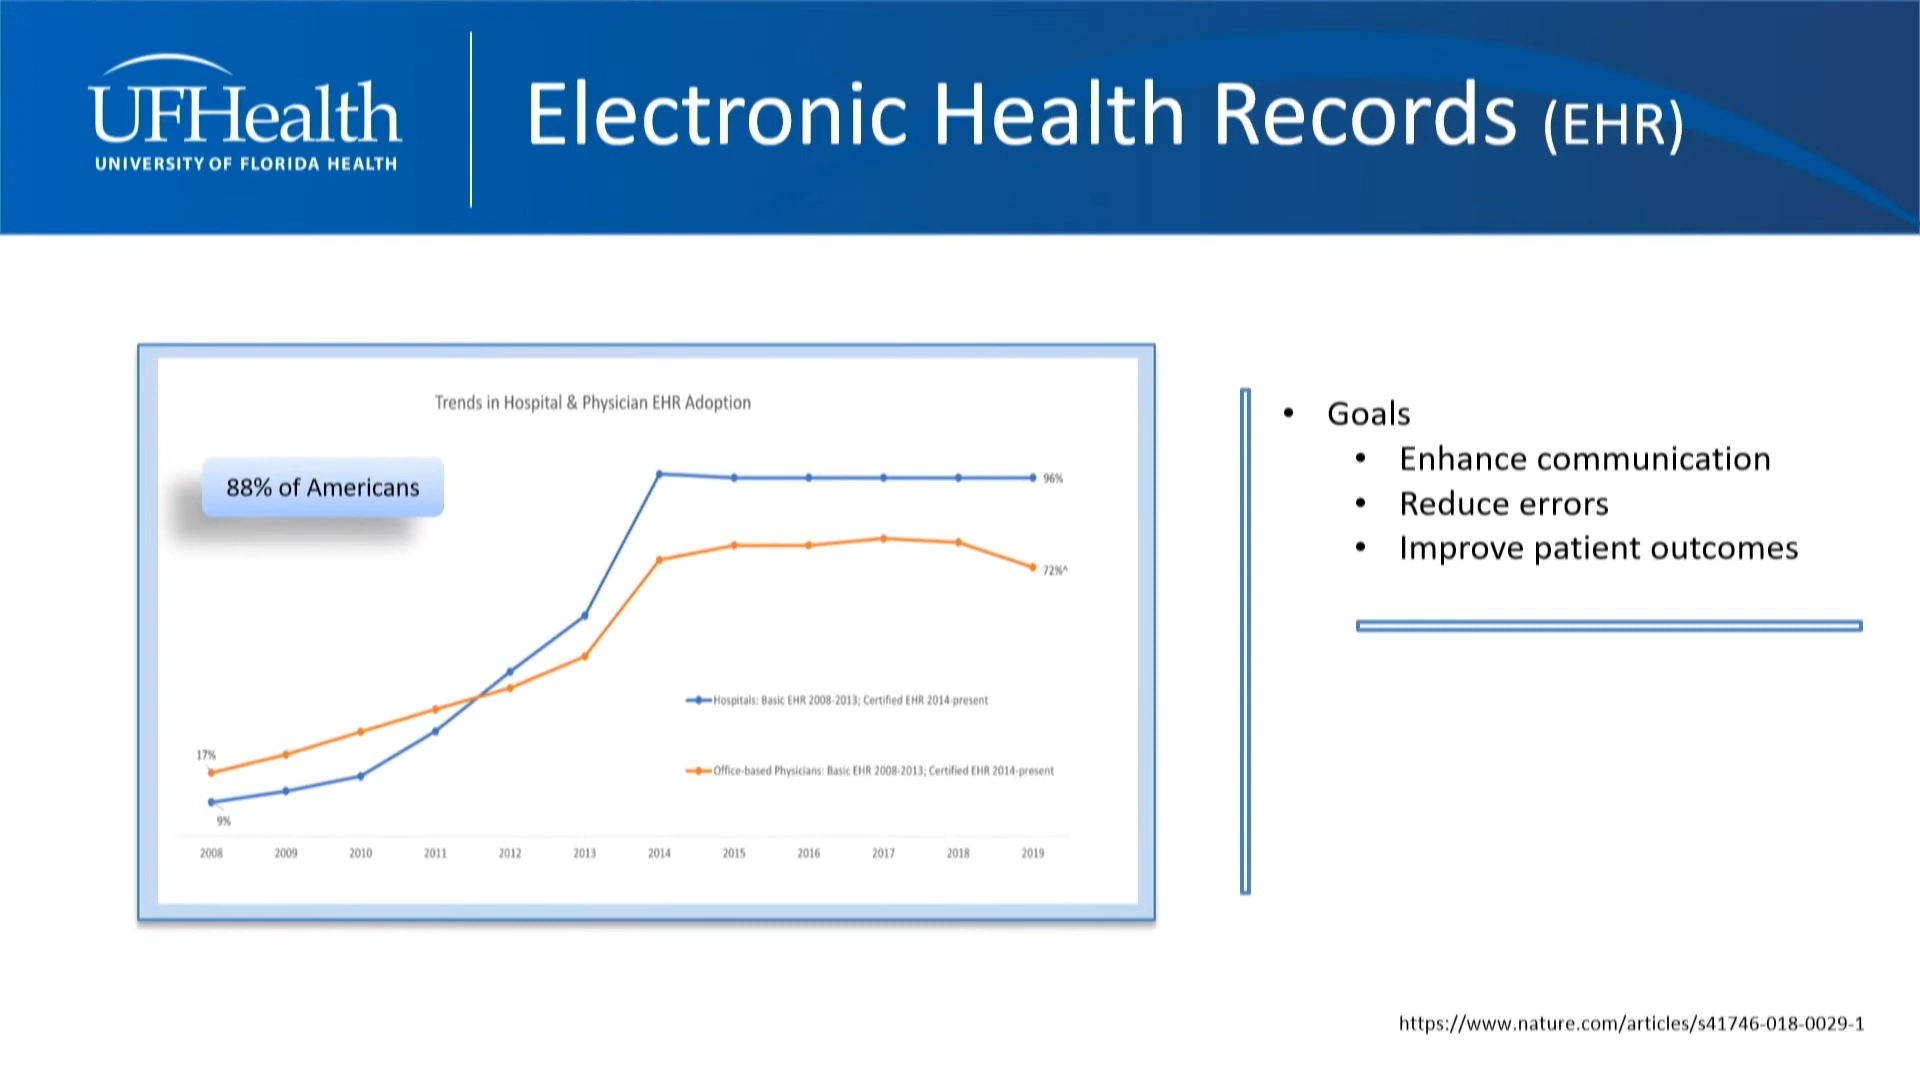 UFHealth
UNIVERSITY OF FLORIDA HEALTH
Electronic Health Records (EHR)
Trends in Hospital & Physician EHR Adoption
88% of Americans
96%
72%^
17%
9%
Hospitals: Basic EHR 2008-2013; Certified EHR 2014-present
Office-based Physicians: Basic EHR 2008-2013; Certified EHR 2014-present
2008 2009 2010 2011 2012 2013 2014 2015 2016 2017 2018 2019
• Goals
• Enhance communication
• Reduce errors
• Improve patient outcomes
https://www.nature.com/articles/s41746-018-0029-1